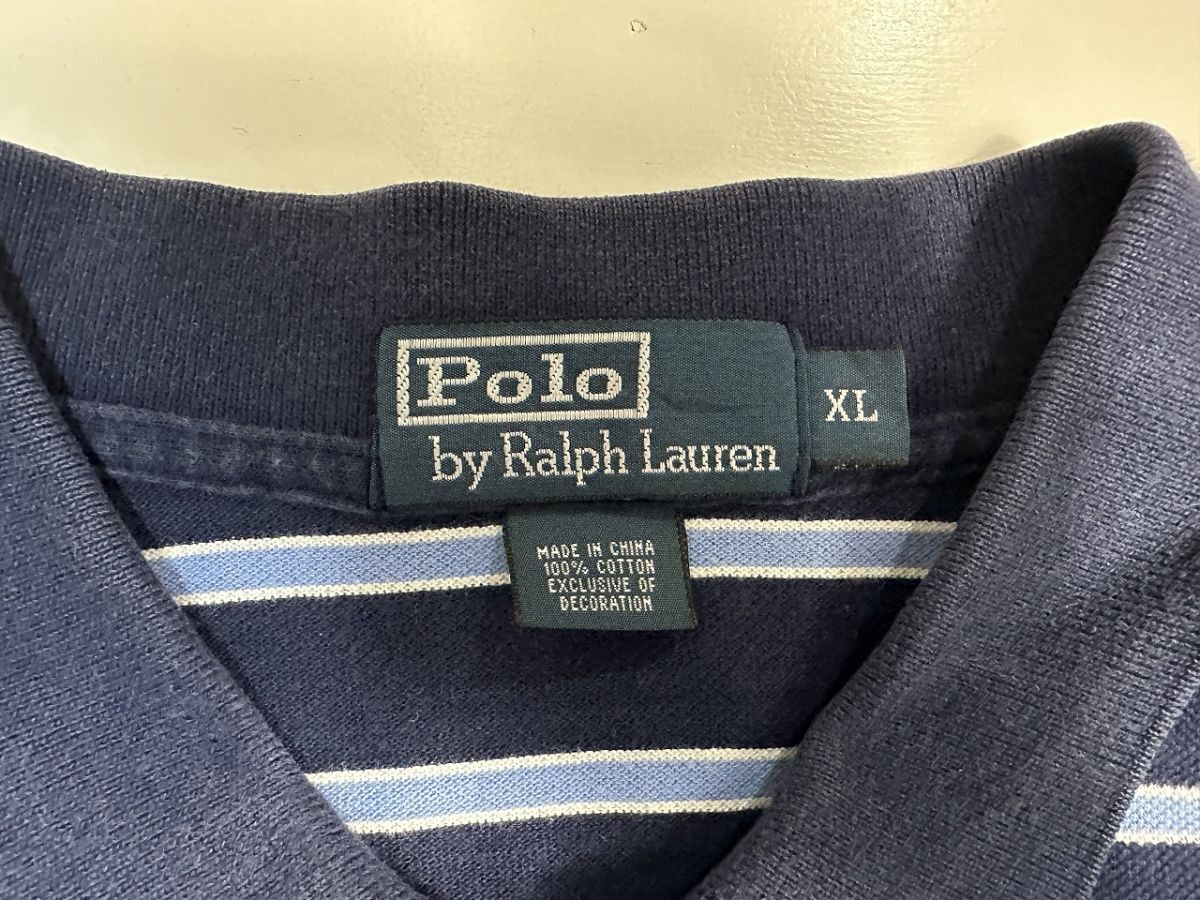 Polo
by Ralph Lauren
XL
MADE IN CHINA
100% COTTON
EXCLUSIVE OF
DECORATION